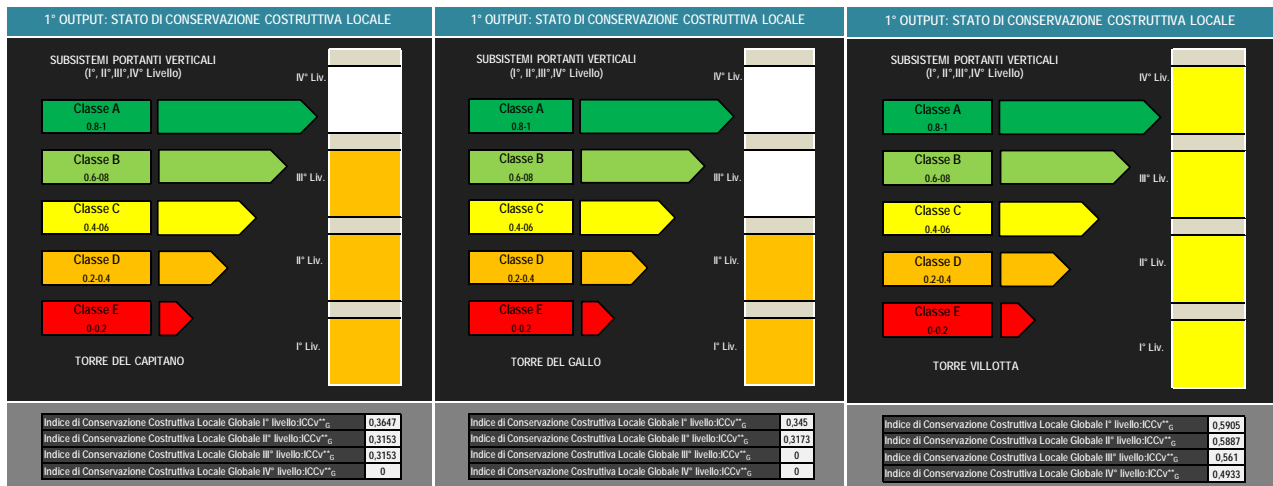 1° OUTPUT: STATO DI CONSERVAZIONE COSTRUTTIVA LOCALE
SUBSISTEMI PORTANTI VERTICALI
(I°, II°,III°,IV° Livello)
IV° Liv.
Classe A
0.8-1
Classe B
0.6-08
III° Liv.
Classe C
0.4-06
Classe D
0.2-0.4
II° Liv.
Classe E
0-0.2
I° Liv.
TORRE DEL CAPITANO
Indice di Conservazione Costruttiva Locale Globale I° livello:ICCv**G 0,3647
Indice di Conservazione Costruttiva Locale Globale II° livello:ICCv**G 0,3153
Indice di Conservazione Costruttiva Locale Globale III° livello:ICCv**G 0,3153
Indice di Conservazione Costruttiva Locale Globale IV° livello:ICCv**G 0
1° OUTPUT: STATO DI CONSERVAZIONE COSTRUTTIVA LOCALE
SUBSISTEMI PORTANTI VERTICALI
(I°, II°,III°,IV° Livello)
IV° Liv.
Classe A
0.8-1
Classe B
0.6-08
III° Liv.
Classe C
0.4-06
Classe D
0.2-0.4
II° Liv.
Classe E
0-0.2
I° Liv.
TORRE DEL GALLO
Indice di Conservazione Costruttiva Locale Globale I° livello:ICCv**G 0,345
Indice di Conservazione Costruttiva Locale Globale II° livello:ICCv**G 0,3173
Indice di Conservazione Costruttiva Locale Globale III° livello:ICCv**G 0
Indice di Conservazione Costruttiva Locale Globale IV° livello:ICCv**G 0
1° OUTPUT: STATO DI CONSERVAZIONE COSTRUTTIVA LOCALE
SUBSISTEMI PORTANTI VERTICALI
(I°, II°,III°,IV° Livello)
IV° Liv.
Classe A
0.8-1
Classe B
0.6-08
III° Liv.
Classe C
0.4-06
Classe D
0.2-0.4
II° Liv.
Classe E
0-0.2
I° Liv.
TORRE VILLOTTA
Indice di Conservazione Costruttiva Locale Globale I° livello:ICCv**G 0,5905
Indice di Conservazione Costruttiva Locale Globale II° livello:ICCv**G 0,5887
Indice di Conservazione Costruttiva Locale Globale III° livello:ICCv**G 0,561
Indice di Conservazione Costruttiva Locale Globale IV° livello:ICCv**G 0,4933